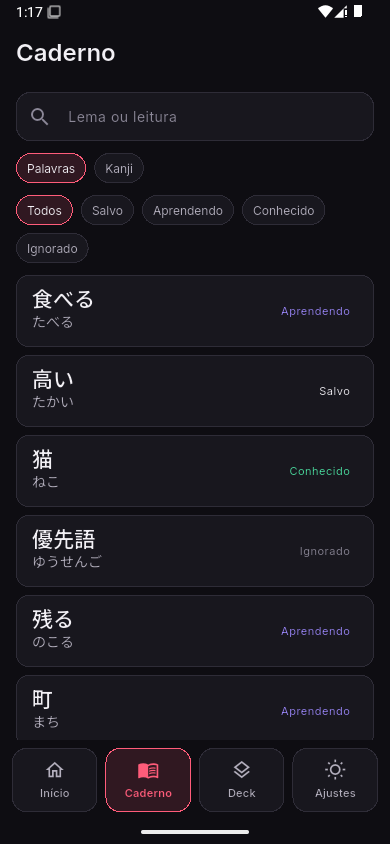 1:17
Caderno
Lema ou leitura
Palavras Kanji
Todos Salvo Aprendendo Conhecido
Ignorado
食べる
たべる
Aprendendo
高い
たかい
Salvo
猫
ねこ
Conhecido
優先語
ゆうせんご
Ignorado
残る
のこる
Aprendendo
町
まち
Aprendendo
Início Caderno Deck Ajustes